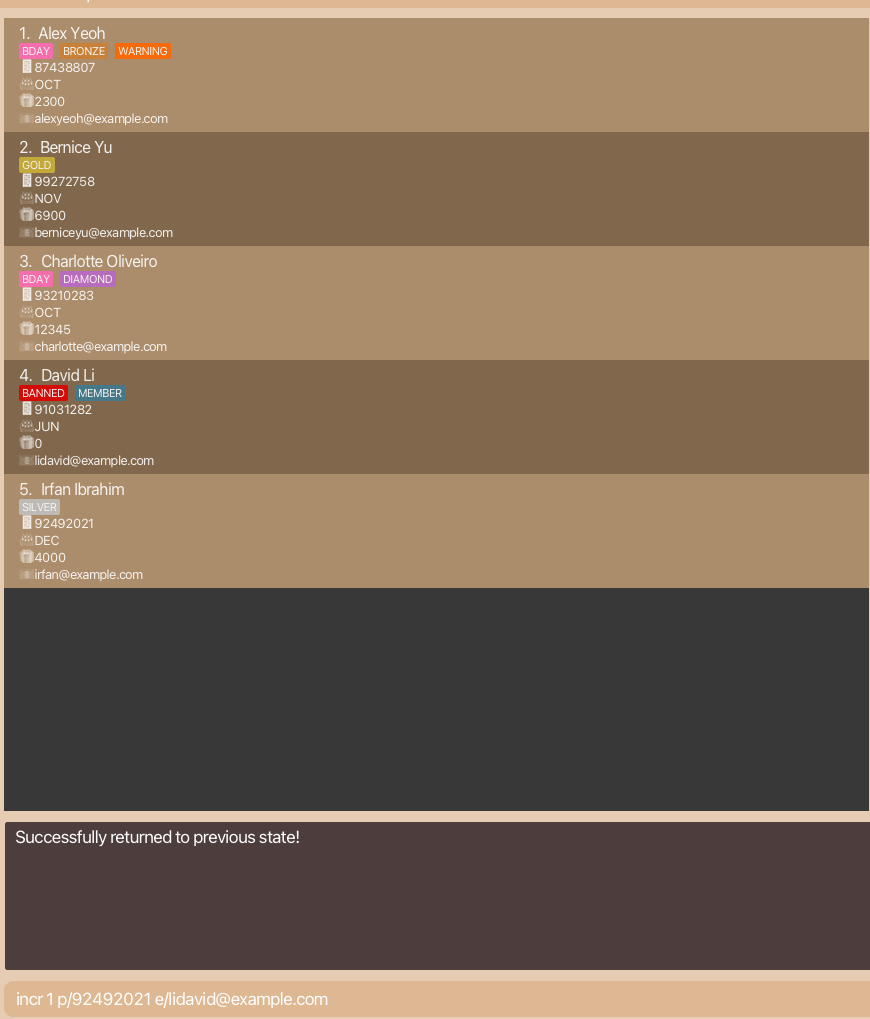 1. Alex Yeoh
BDAY BRONZE WARNING
87438807
OCT
2300
alexyeoh@example.com
2. Bernice Yu
GOLD
99272758
NOV
6900
berniceyu@example.com
3. Charlotte Oliveiro
BDAY DIAMOND
93210283
OCT
12345
charlotte@example.com
4. David Li
BANNED MEMBER
91031282
JUN
0
lidavid@example.com
5. Irfan Ibrahim
SILVER
92492021
DEC
4000
irfan@example.com
Successfully returned to previous state!
incr 1 p/92492021 e/lidavid@example.com